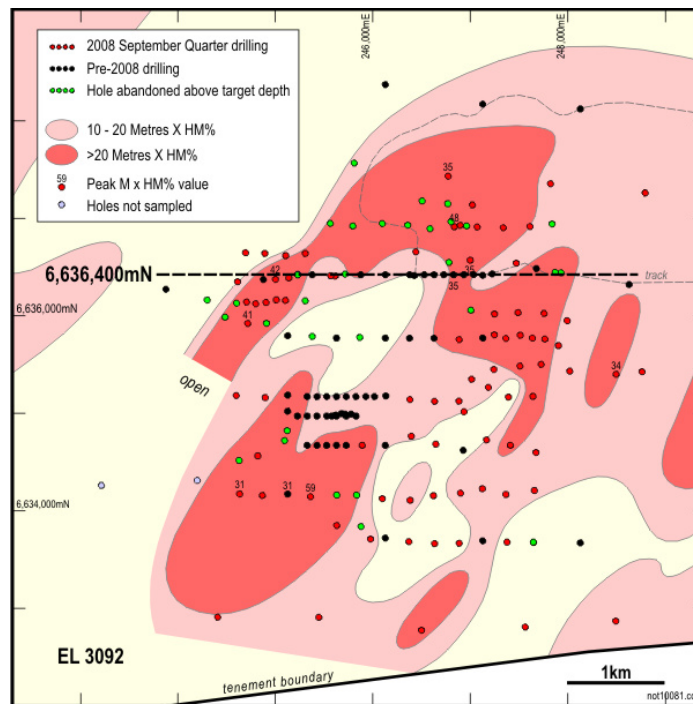 246,000mE
248,000mE
2008 September Quarter drilling
Pre-2008 drilling
Hole abandoned above target depth
10 - 20 Metres X HM%
>20 Metres X HM%
59
Peak M x HM% value
Holes not sampled
35
48
6,636,400mN
42
35
35
track
6,636,000mN
41
open
34
31
31
59
6,634,000mN
EL 3092
tenement boundary
1km
not10081.co